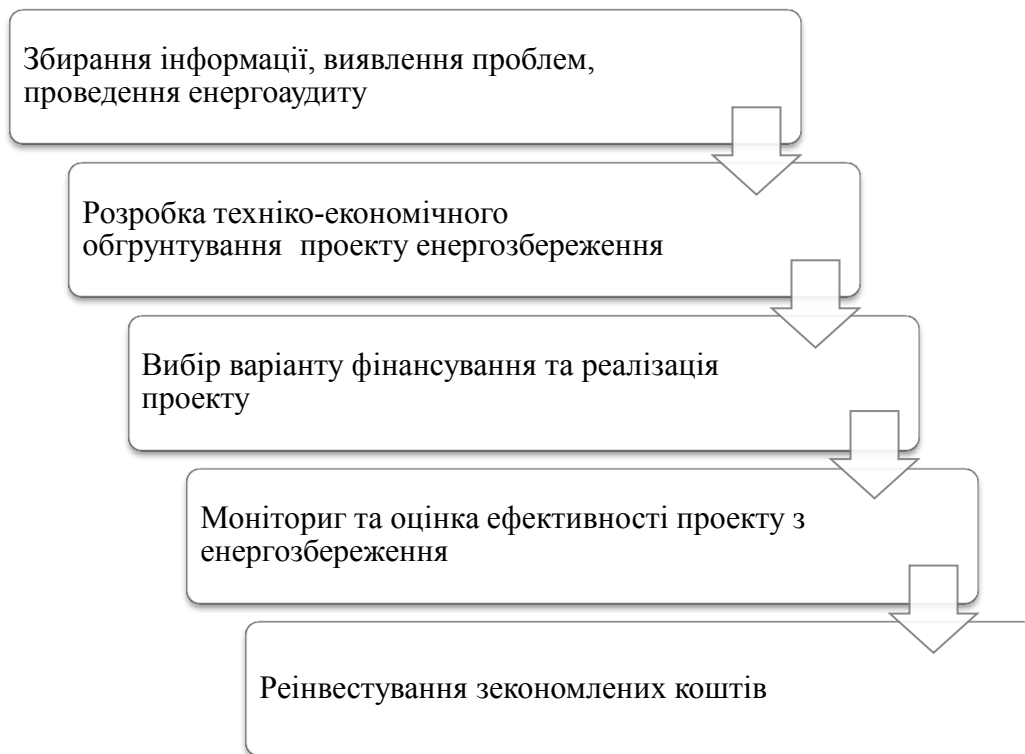 Збирання інформації, виявлення проблем,
проведення енергоаудиту
Розробка техніко-економічного
обгрунтування проекту енергозбереження
Вибір варіанту фінансування та реалізація
проекту
Моніториг та оцінка ефективності проекту з
енергозбереження
Реінвестування зекономлених коштів